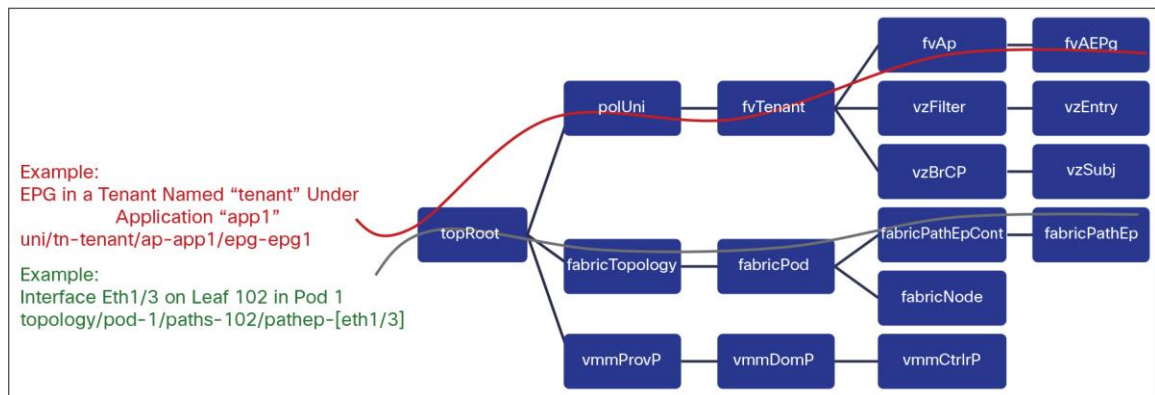 fvAp
fvAEPg
polUni
fvTenant
vzFilter
vzEntry
Example:
EPG in a Tenant Named “tenant” Under
Application “app1”
uni/tn-tenant/ap-app1/epg-epg1
vzBrCP
vzSubj
topRoot
fabricPathEpCont
fabricPathEp
Example:
Interface Eth1/3 on Leaf 102 in Pod 1
topology/pod-1/paths-102/pathep-[eth1/3]
fabricTopology
fabricPod
fabricNode
vmmProvP
vmmDomP
vmmCtrlrP